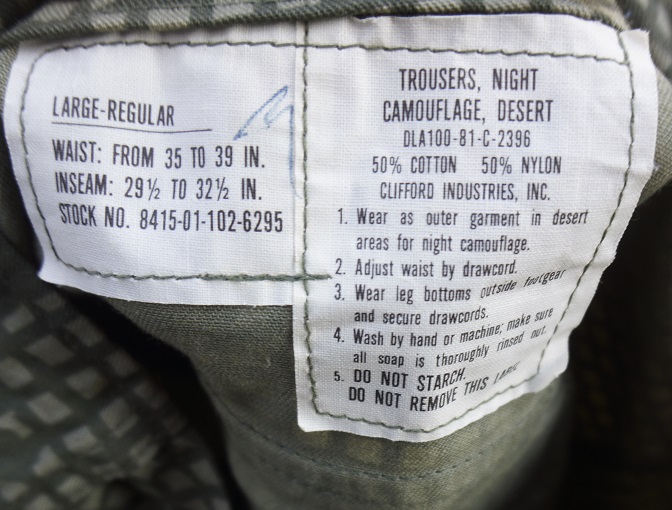 LARGE-REGULAR
WAIST: FROM 35 TO 39 IN.
INSEAM: 29½ TO 32½ IN.
STOCK NO. 8415-01-102-6295
TROUSERS, NIGHT
CAMOUFLAGE, DESERT
DLA100-81-C-2396
50% COTTON 50% NYLON
CLIFFORD INDUSTRIES, INC.
1. Wear as outer garment in desert
areas for night camouflage.
2. Adjust waist by drawcord.
3. Wear leg bottoms outside footgear
and secure drawcords.
4. Wash by hand or machine; make sure
all soap is thoroughly rinsed out.
5. DO NOT STARCH.
DO NOT REMOVE THIS LABEL